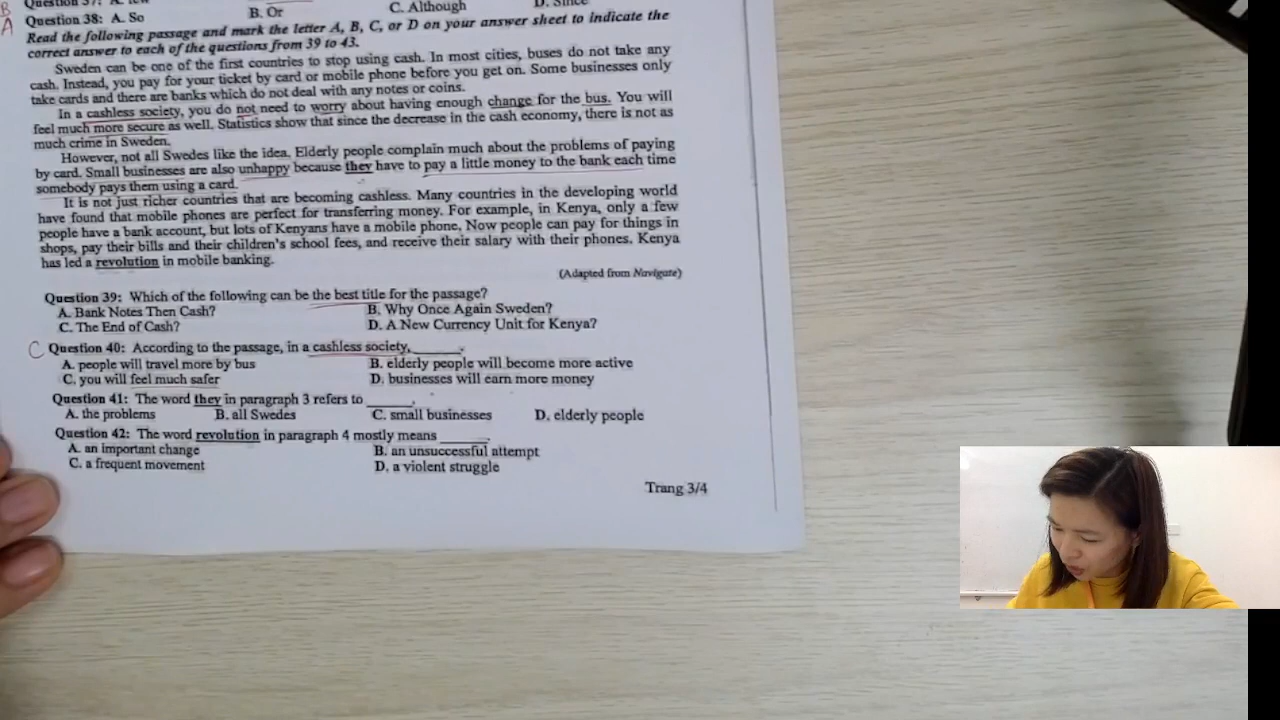 B
Question 38: A. So
B. Or
C. Although
D. Since
A
Read the following passage and mark the letter A, B, C, or D on your answer sheet to indicate the
correct answer to each of the questions from 39 to 43.
Sweden can be one of the first countries to stop using cash. In most cities, buses do not take any
cash. Instead, you pay for your ticket by card or mobile phone before you get on. Some businesses only
take cards and there are banks which do not deal with any notes or coins.
In a cashless society, you do not need to worry about having enough change for the bus. You will
feel much more secure as well. Statistics show that since the decrease in the cash economy, there is not as
much crime in Sweden.
However, not all Swedes like the idea. Elderly people complain much about the problems of paying
by card. Small businesses are also unhappy because they have to pay a little money to the bank each time
somebody pays them using a card.
It is not just richer countries that are becoming cashless. Many countries in the developing world
have found that mobile phones are perfect for transferring money. For example, in Kenya, only a few
people have a bank account, but lots of Kenyans have a mobile phone. Now people can pay for things in
shops, pay their bills and their children's school fees, and receive their salary with their phones. Kenya
has led a revolution in mobile banking.
(Adapted from Navigate)
Question 39: Which of the following can be the best title for the passage?
A. Bank Notes Then Cash? B. Why Once Again Sweden?
C. The End of Cash? D. A New Currency Unit for Kenya?
C Question 40: According to the passage, in a cashless society, ______.
A. people will travel more by bus B. elderly people will become more active
C. you will feel much safer D. businesses will earn more money
Question 41: The word they in paragraph 3 refers to ______.
A. the problems B. all Swedes C. small businesses D. elderly people
Question 42: The word revolution in paragraph 4 mostly means ______.
A. an important change B. an unsuccessful attempt
C. a frequent movement D. a violent struggle
Trang 3/4